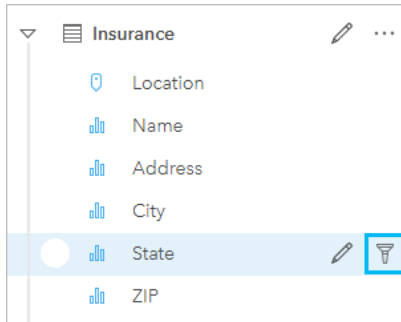 Insurance
Location
Name
Address
City
State
ZIP